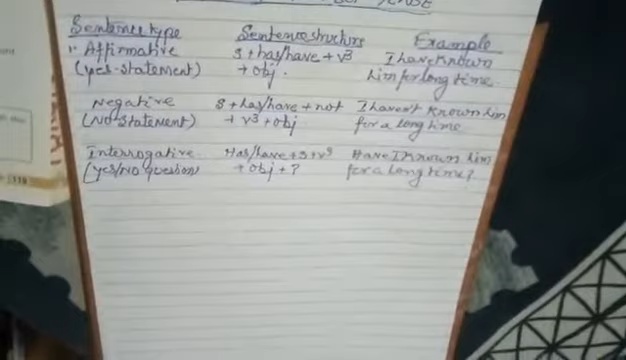 Sentence type Sentence structure Example
1. Affirmative S + has/have + v3 I have known
(yes-statement) + obj. him for long time.
Negative S + has/have + not I haven't known him
(No statement) + v3 + obj for a long time
Interrogative Has/have + S + v3 Have I known him
(yes/No question) + obj + ? for a long time?